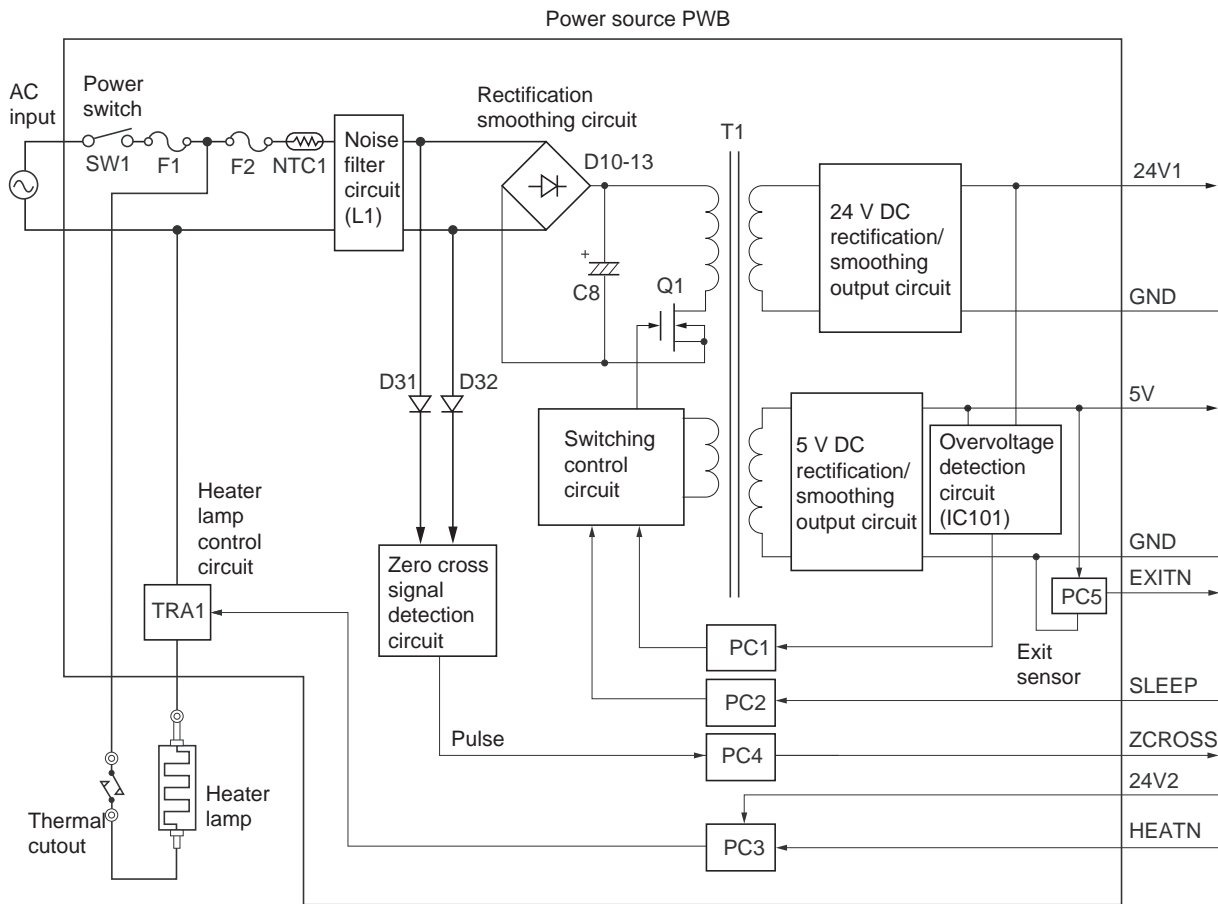 Power source PWB
AC
input
Power
switch
SW1
F1
F2
NTC1
Noise
filter
circuit
(L1)
Rectification
smoothing circuit
D10-13
+
C8
Q1
T1
24 V DC
rectification/
smoothing
output circuit
24V1
GND
D31
D32
Switching
control
circuit
5 V DC
rectification/
smoothing
output circuit
5V
Overvoltage
detection
circuit
(IC101)
GND
EXITN
PC5
Exit
sensor
Heater
lamp
control
circuit
TRA1
Zero cross
signal
detection
circuit
PC1
PC2
SLEEP
Pulse
PC4
ZCROSS
24V2
PC3
HEATN
Thermal
cutout
Heater
lamp